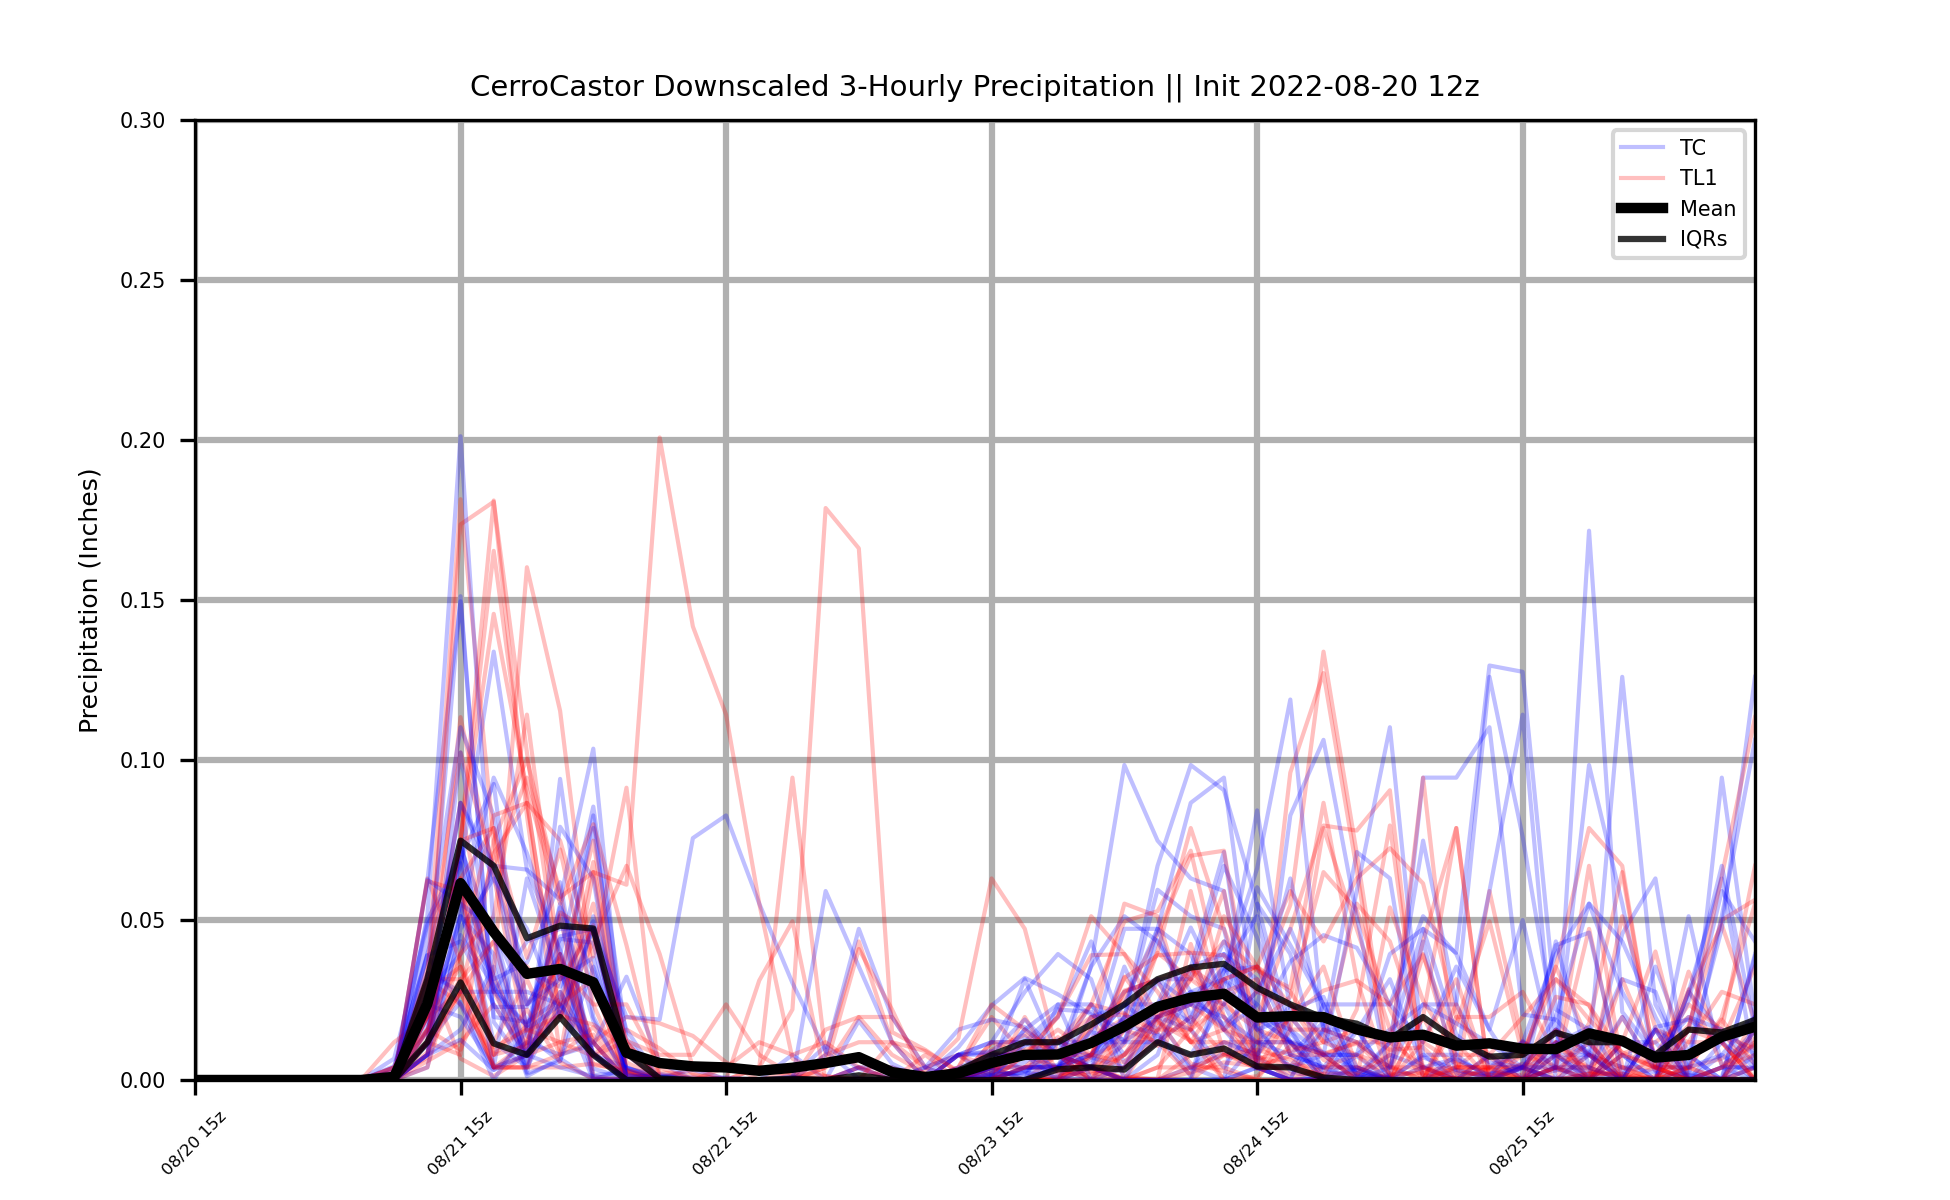 CerroCastor Downscaled 3-Hourly Precipitation || Init 2022-08-20 12z
TC
TL1
Mean
IQRs
Precipitation (Inches)
0.30
0.25
0.20
0.15
0.10
0.05
0.00
08/20 15z
08/21 15z
08/22 15z
08/23 15z
08/24 15z
08/25 15z